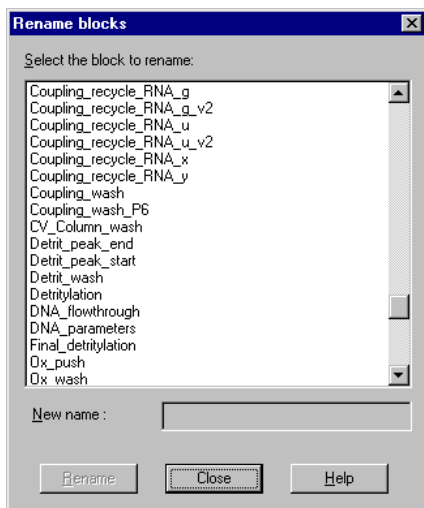 Rename blocks
Select the block to rename:
Coupling_recycle_RNA_g
Coupling_recycle_RNA_g_v2
Coupling_recycle_RNA_u
Coupling_recycle_RNA_u_v2
Coupling_recycle_RNA_x
Coupling_recycle_RNA_y
Coupling_wash
Coupling_wash_P6
CV_Column_wash
Detrit_peak_end
Detrit_peak_start
Detrit_wash
Detritylation
DNA_flowthrough
DNA_parameters
Final_detritylation
Ox_push
Ox_wash
New name :
Rename Close Help